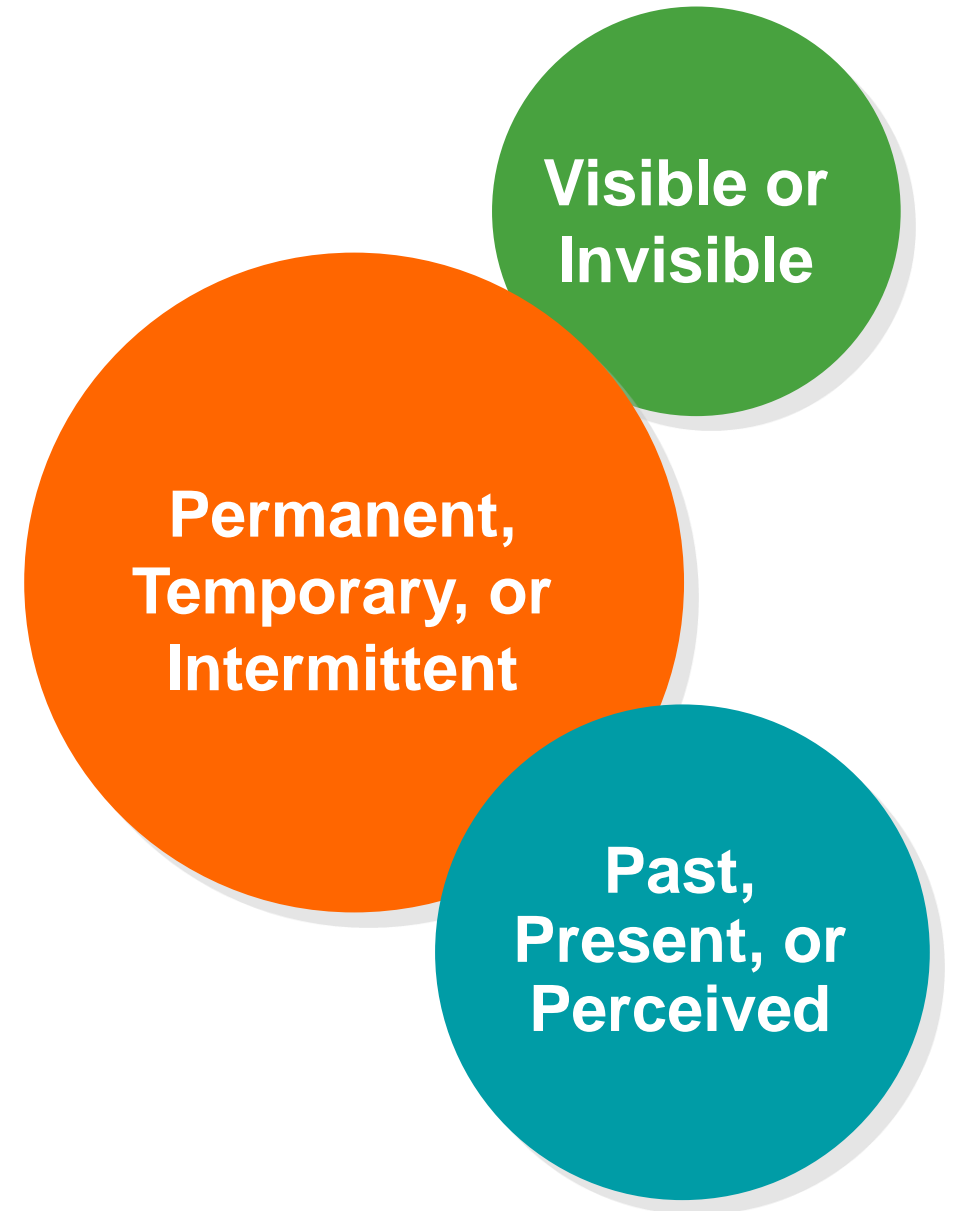 Visible or
Invisible
Permanent,
Temporary, or
Intermittent
Past,
Present, or
Perceived